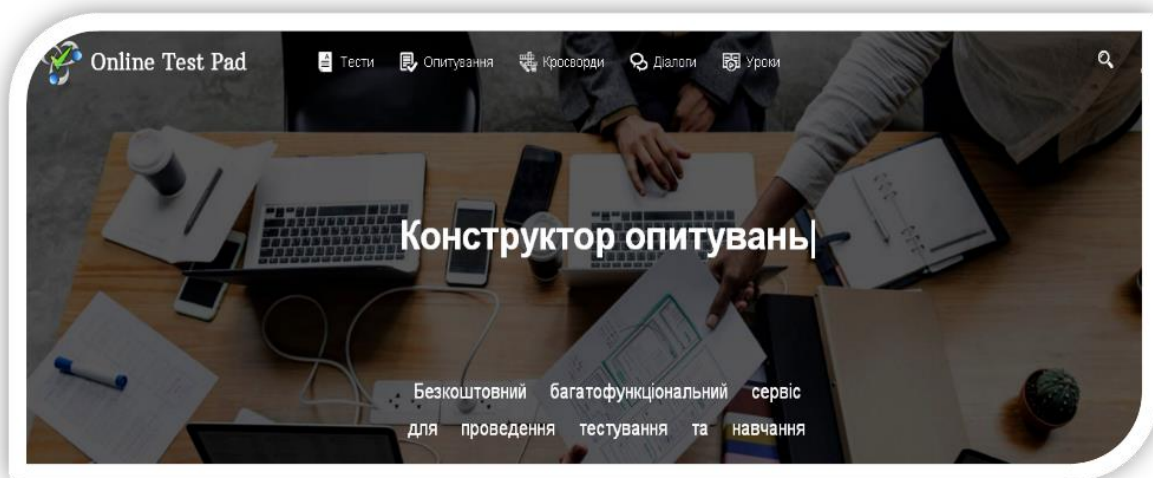 Online Test Pad
Тести Опитування Кросворди Діалоги Уроки
Конструктор опитувань|
Безкоштовний багатофункціональний сервіс
для проведення тестування та навчання